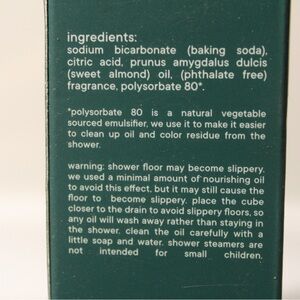 ingredients:
sodium bicarbonate (baking soda),
citric acid, prunus amygdalus dulcis
(sweet almond) oil, (phthalate free)
fragrance, polysorbate 80*.
*polysorbate 80 is a natural vegetable
sourced emulsifier, we use it to make it easier
to clean up oil and color residue from the
shower.
warning: shower floor may become slippery.
we used a minimal amount of nourishing oil
to avoid this effect, but it may still cause the
floor to become slippery. place the cube
closer to the drain to avoid slippery floors, so
any oil will wash away rather than staying in
the shower. clean the oil carefully with a
little soap and water. shower steamers are
not intended for small children.